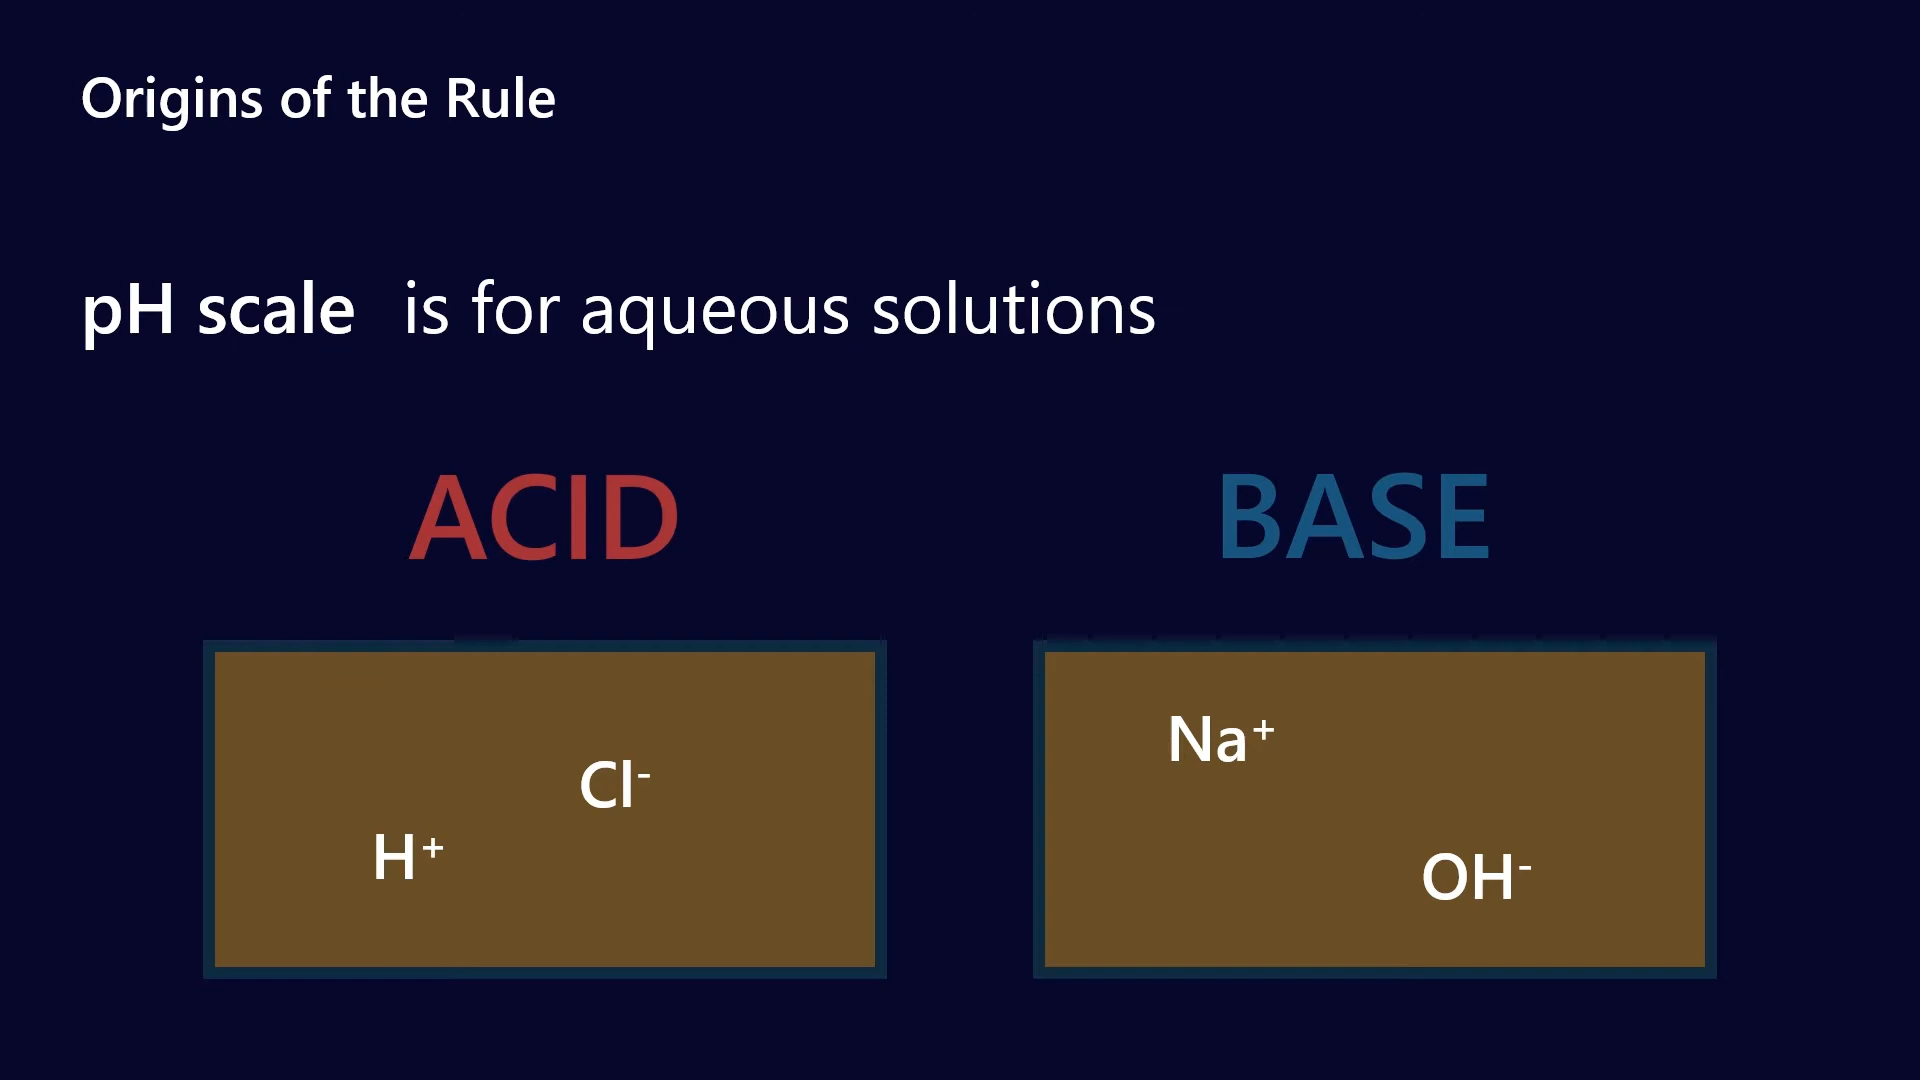 Origins of the Rule
pH scale is for aqueous solutions
ACID
BASE
Cl⁻
H⁺
Na⁺
OH⁻